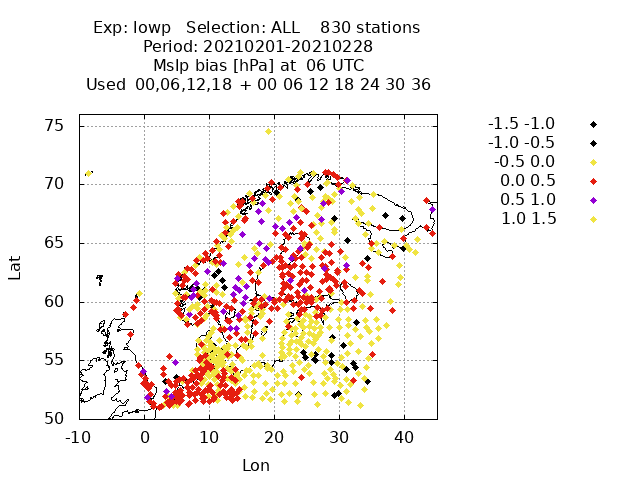 Exp: lowp Selection: ALL 830 stations
Period: 20210201-20210228
Mslp bias [hPa] at 06 UTC
Used 00,06,12,18 + 00 06 12 18 24 30 36
-1.5 -1.0
-1.0 -0.5
-0.5 0.0
0.0 0.5
0.5 1.0
1.0 1.5
75
70
65
60
55
50
Lat
-10 0 10 20 30 40
Lon